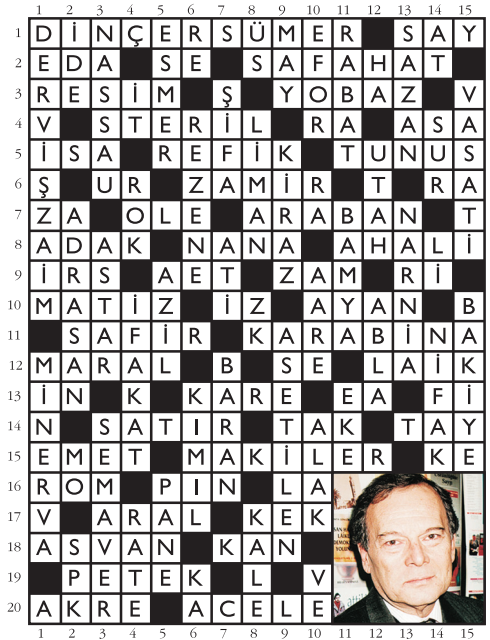 1 2 3 4 5 6 7 8 9 10 11 12 13 14 15
1 DİNÇERSÜMER SAY
2 EDA SE SAFAHAT
3 RESİM Ş YOBAZ V
4 V STERİL RA ASA
5 İSA REFİK TUNUS
6 Ş UR ZAMİR T RA
7 ZA OLE ARABAN T
8 ADAK NANA AHALİ
9 İRS AET ZAM Rİ
10 MATİZ İZ AYAN B
11 SAFİR KARABİNA
12 MARAL B SE LAİK
13 İN K KARE EA Fİ
14 N SATIR TAK TAY
15 EMET MAKİLER KE
16 ROM PIN LA
17 V ARAL KEK
18 ASVAN KAN
19 PETEK L V
20 AKRE ACELE
1 2 3 4 5 6 7 8 9 10 11 12 13 14 15